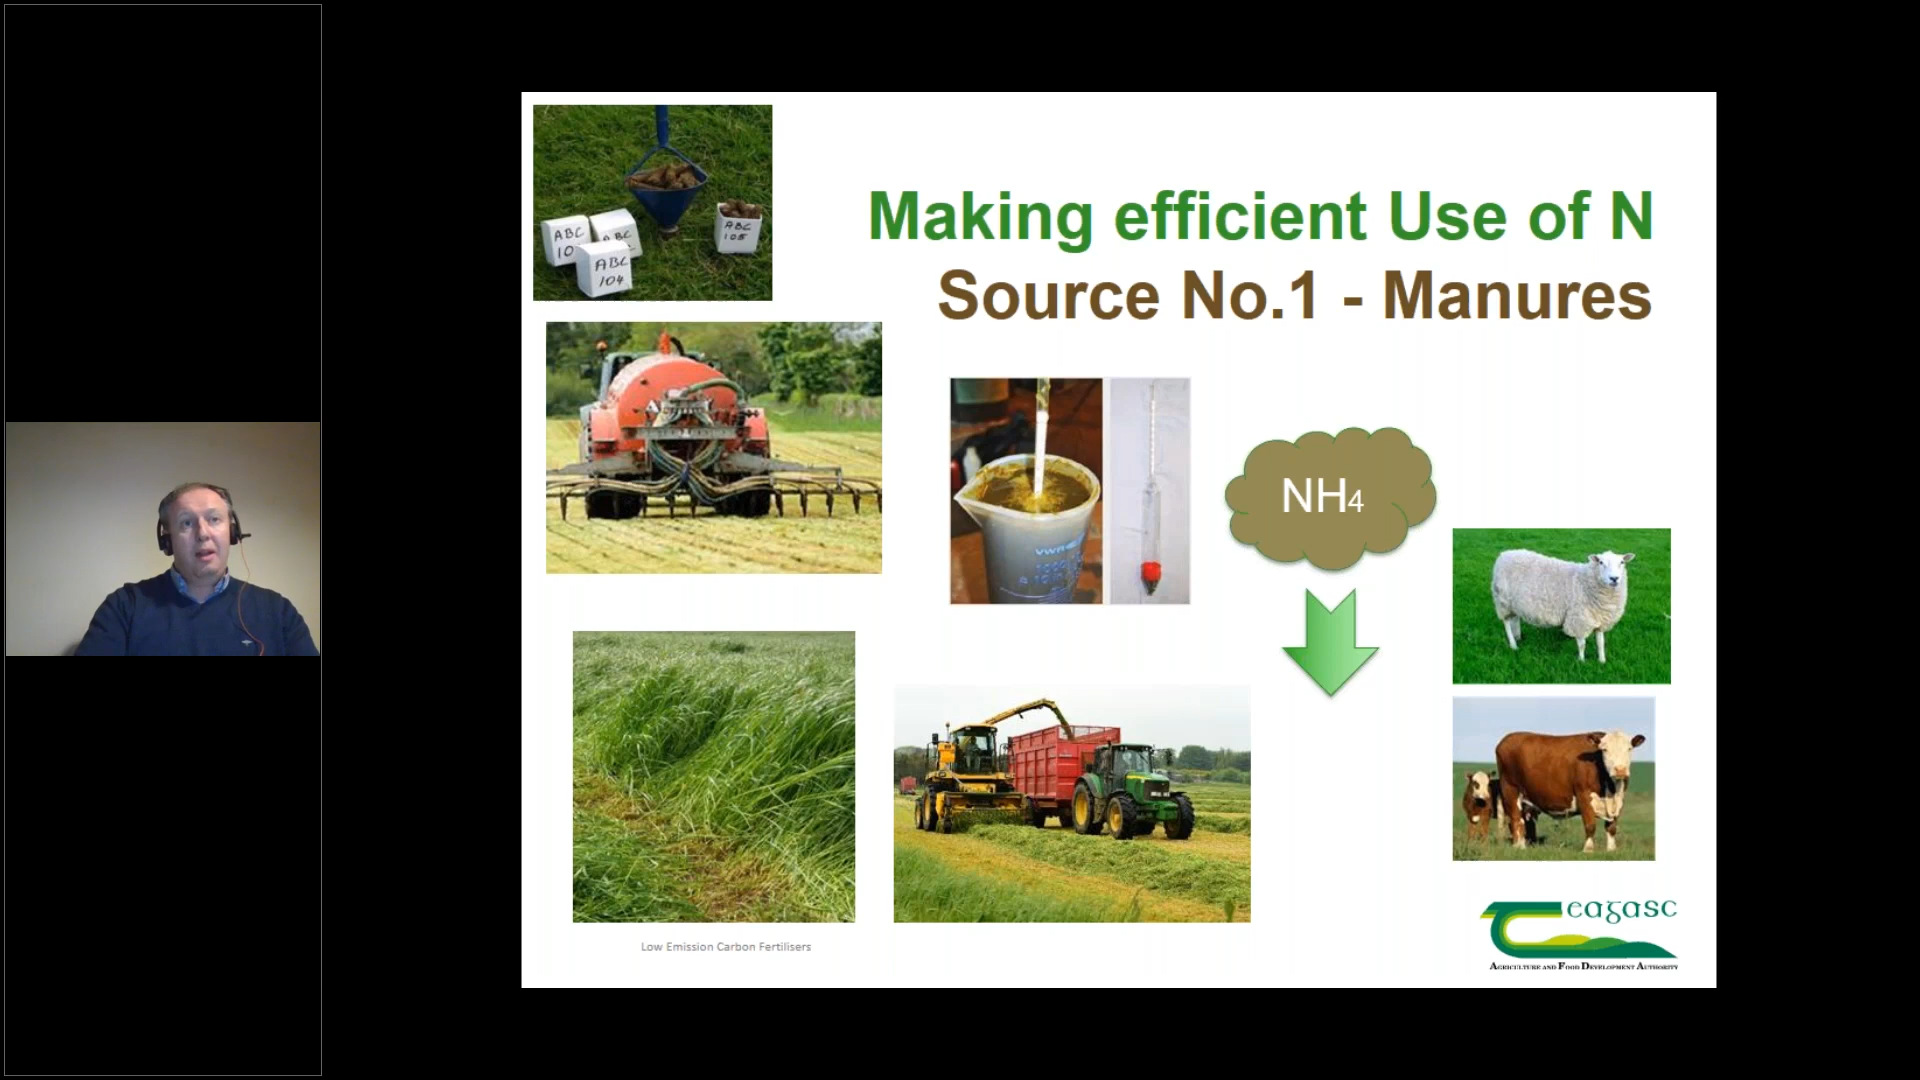 Making efficient Use of N
Source No.1 - Manures
ABC
ABC
ABC
105
ABC
104
NH4
vwr
Low Emission Carbon Fertilisers
Teagasc
AGRICULTURE AND FOOD DEVELOPMENT AUTHORITY